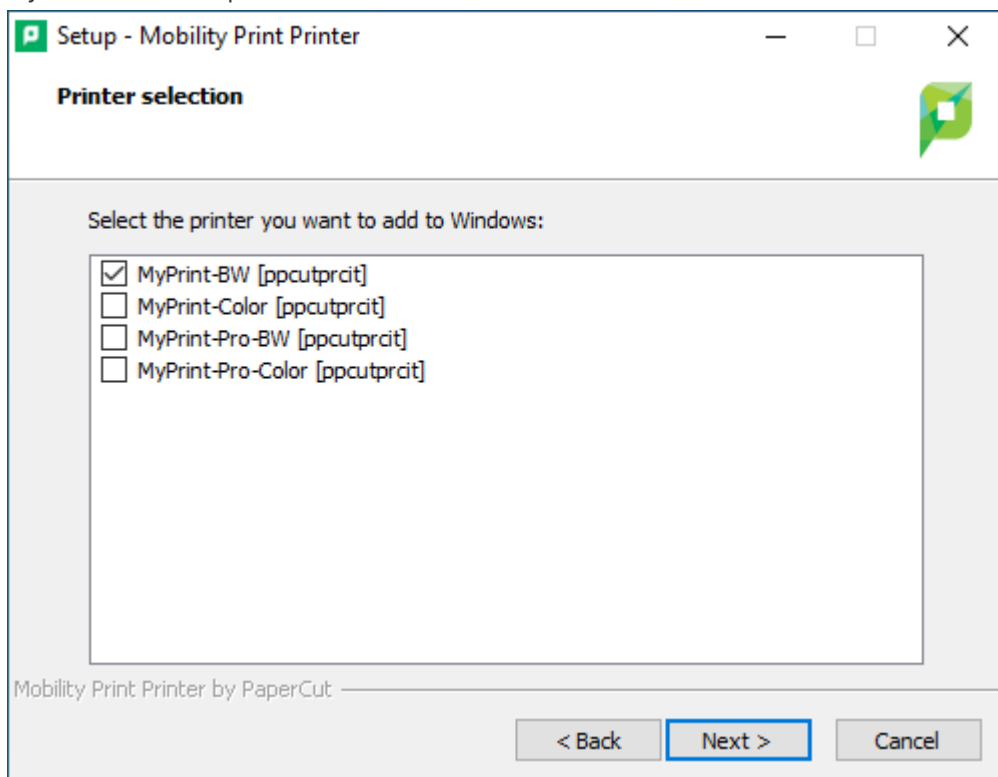 Setup - Mobility Print Printer
Printer selection
Select the printer you want to add to Windows:
MyPrint-BW [ppcutprcit]
MyPrint-Color [ppcutprcit]
MyPrint-Pro-BW [ppcutprcit]
MyPrint-Pro-Color [ppcutprcit]
Mobility Print Printer by PaperCut
< Back Next > Cancel